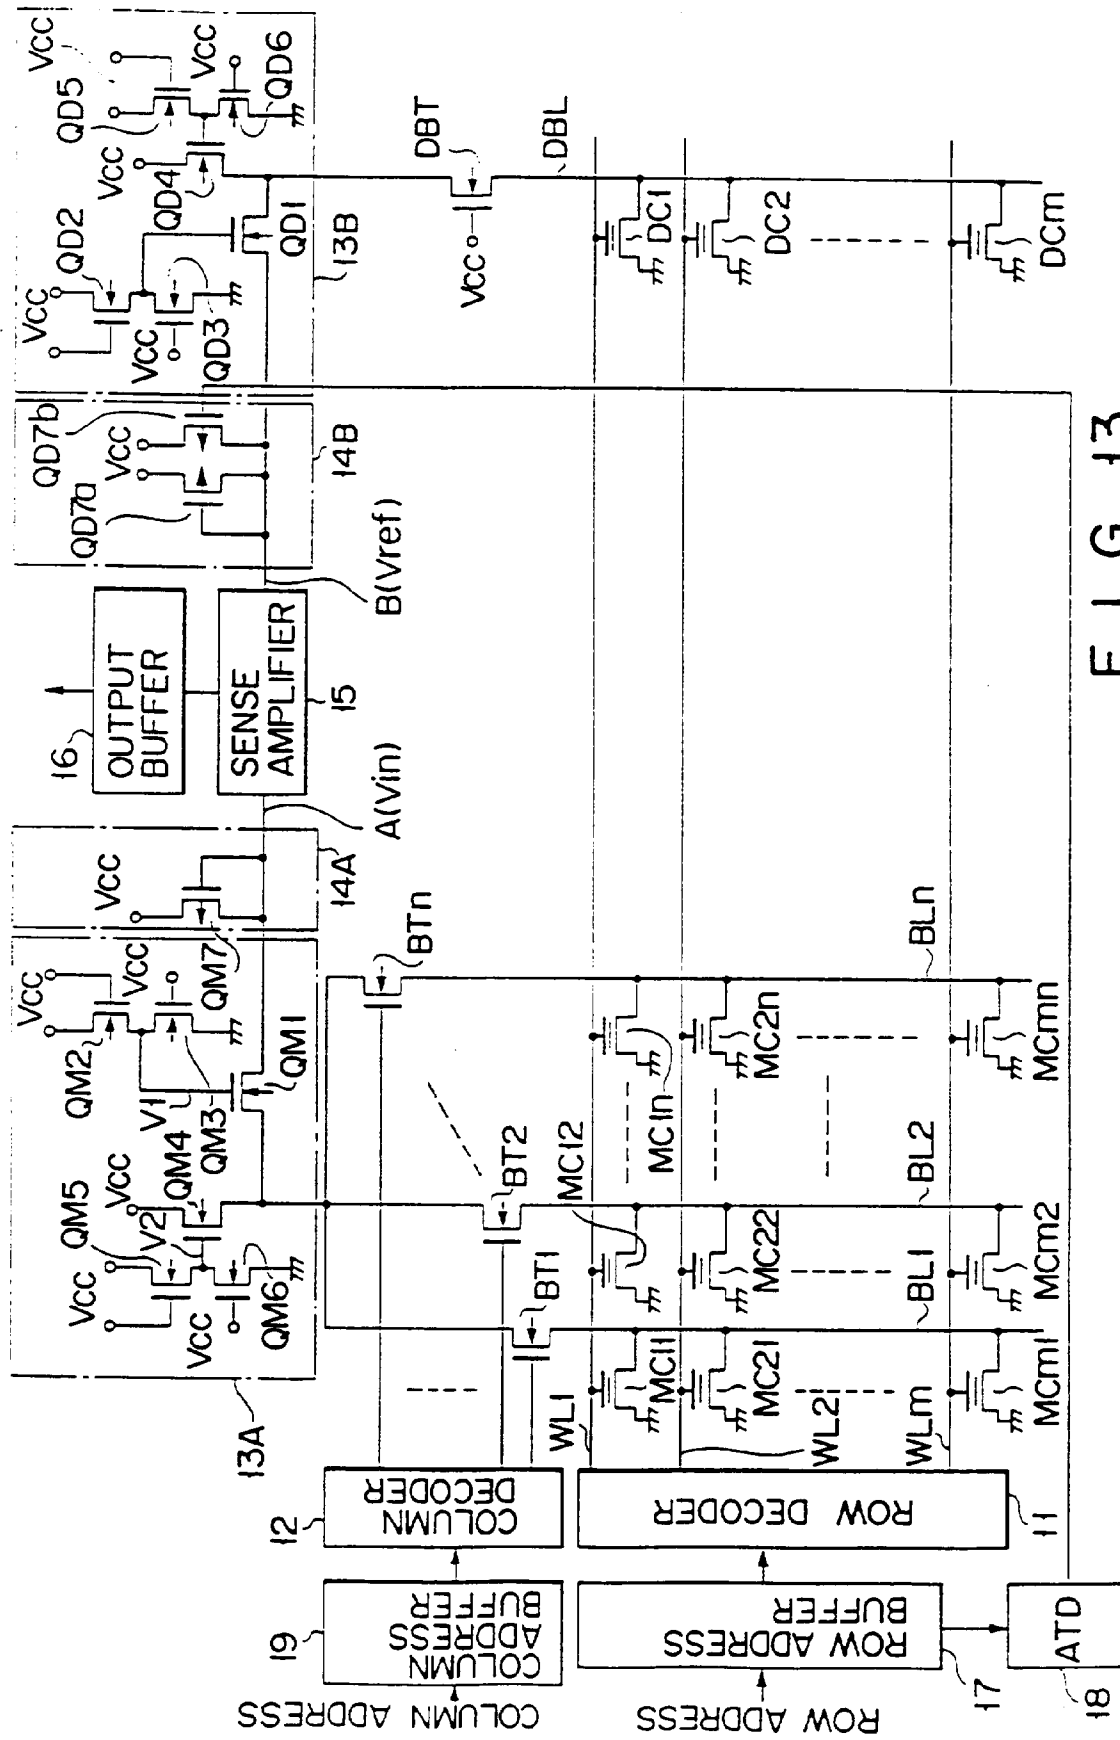 VCC
VCC
QM5
V2
VCC
QM6
VCC
QM4
V1
QM3
QM2
VCC
VCC
QM7
QM1
VCC
13A
14A
A(Vin)
16
OUTPUT
BUFFER
SENSE
AMPLIFIER
15
B(Vref)
QD7a
QD7b
VCC
14B
VCC
VCC
QD2
VCC
QD3
QD4
VCC
QD5
VCC
VCC
QD6
QD1
13B
COLUMN ADDRESS
19
COLUMN
ADDRESS
BUFFER
12
COLUMN
DECODER
BT1
BT2
BTn
DBT
VCC
DBL
ROW ADDRESS
ROW ADDRESS
BUFFER
17
ROW DECODER
11
ATD
18
WL1
WL2
WLm
MC11
MC12
MC1n
DC1
MC21
MC22
MC2n
DC2
BL1
BL2
BLn
MCm1
MCm2
MCmn
DCm
F I G. 13